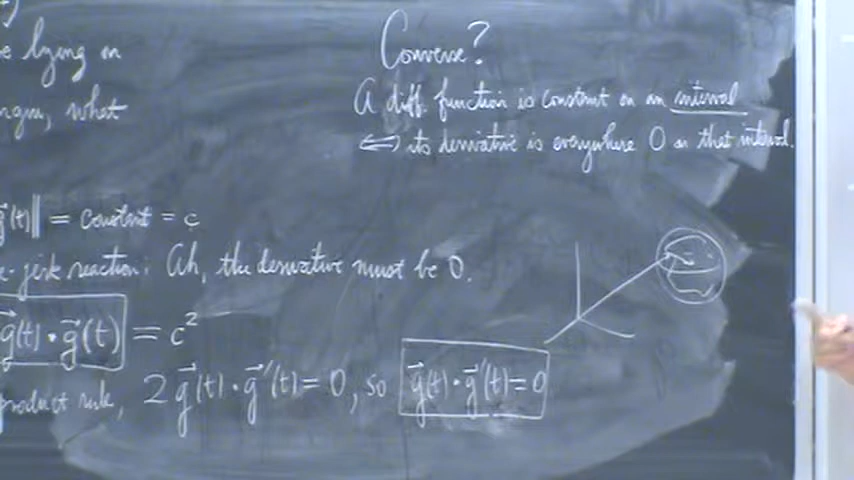 e lying on
ngin, what
g⃗(t)‖ = constant = c
e-jerk reaction: Ah, the derivative must be 0.
g⃗(t)·g⃗(t) = c²
product rule, 2g⃗(t)·g⃗'(t)=0, so g⃗(t)·g⃗'(t)=0
Converse?
A diff. function is constant on an interval
⟺ its derivative is everywhere 0 on that interval.